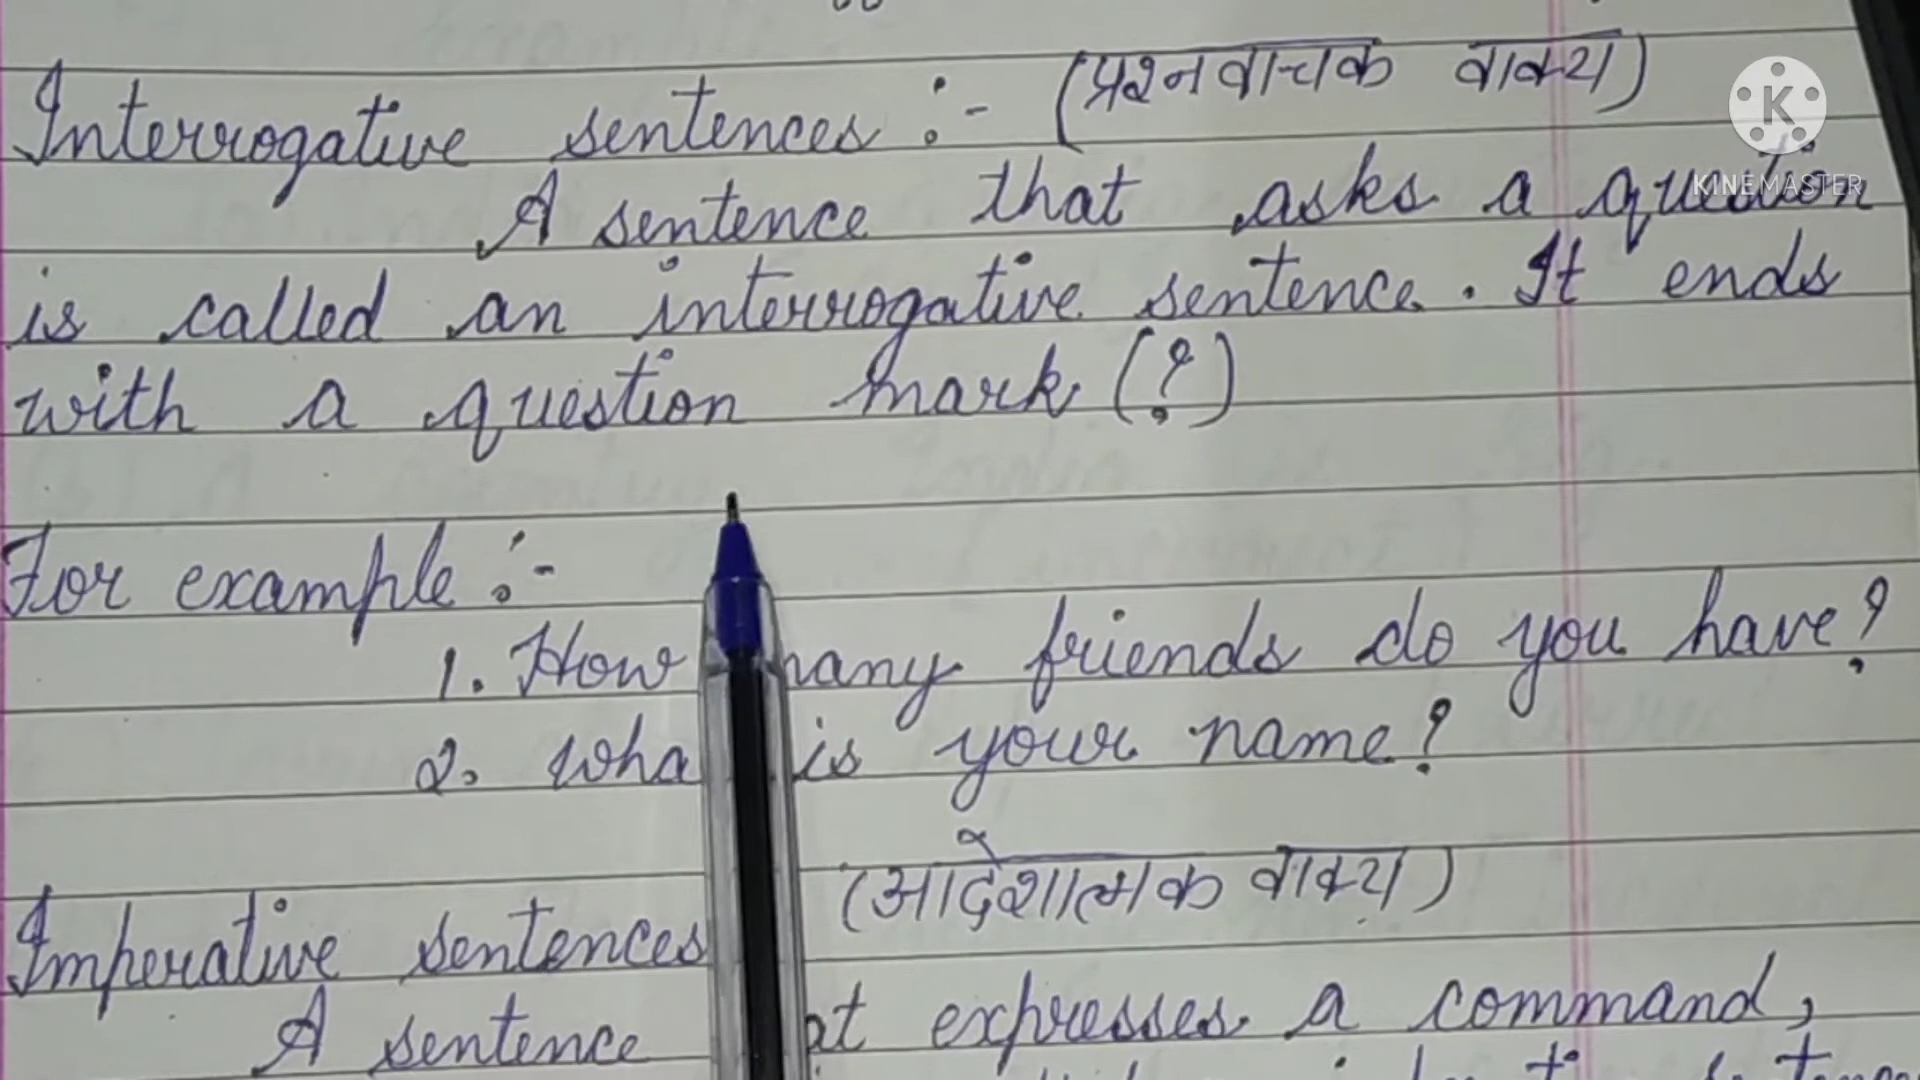 Interrogative sentences :- (प्रश्नवाचक वाक्य)
K
KINEMASTER
A sentence that asks a question
is called an interrogative sentence. It ends
with a question mark (?)
For example :-
1. How many friends do you have?
2. what is your name?
(आदेशात्मक वाक्य)
Imperative sentences
A sentence expresses a command,